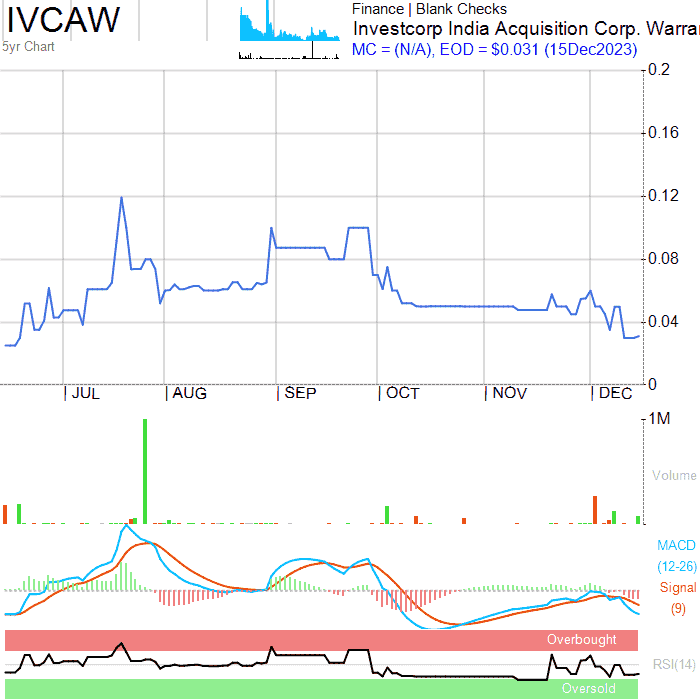 IVCAW
5yr Chart
Finance | Blank Checks
Investcorp India Acquisition Corp. Warra
MC = (N/A), EOD = $0.031 (15Dec2023)
0.2
0.16
0.12
0.08
0.04
0
JUL AUG SEP OCT NOV DEC
1M
Volume
MACD
(12-26)
Signal
(9)
Overbought
RSI(14)
Oversold